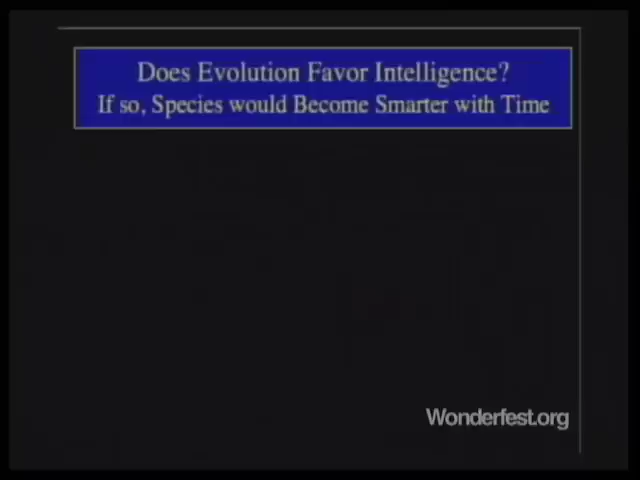 Does Evolution Favor Intelligence?
If so, Species would Become Smarter with Time
Wonderfest.org